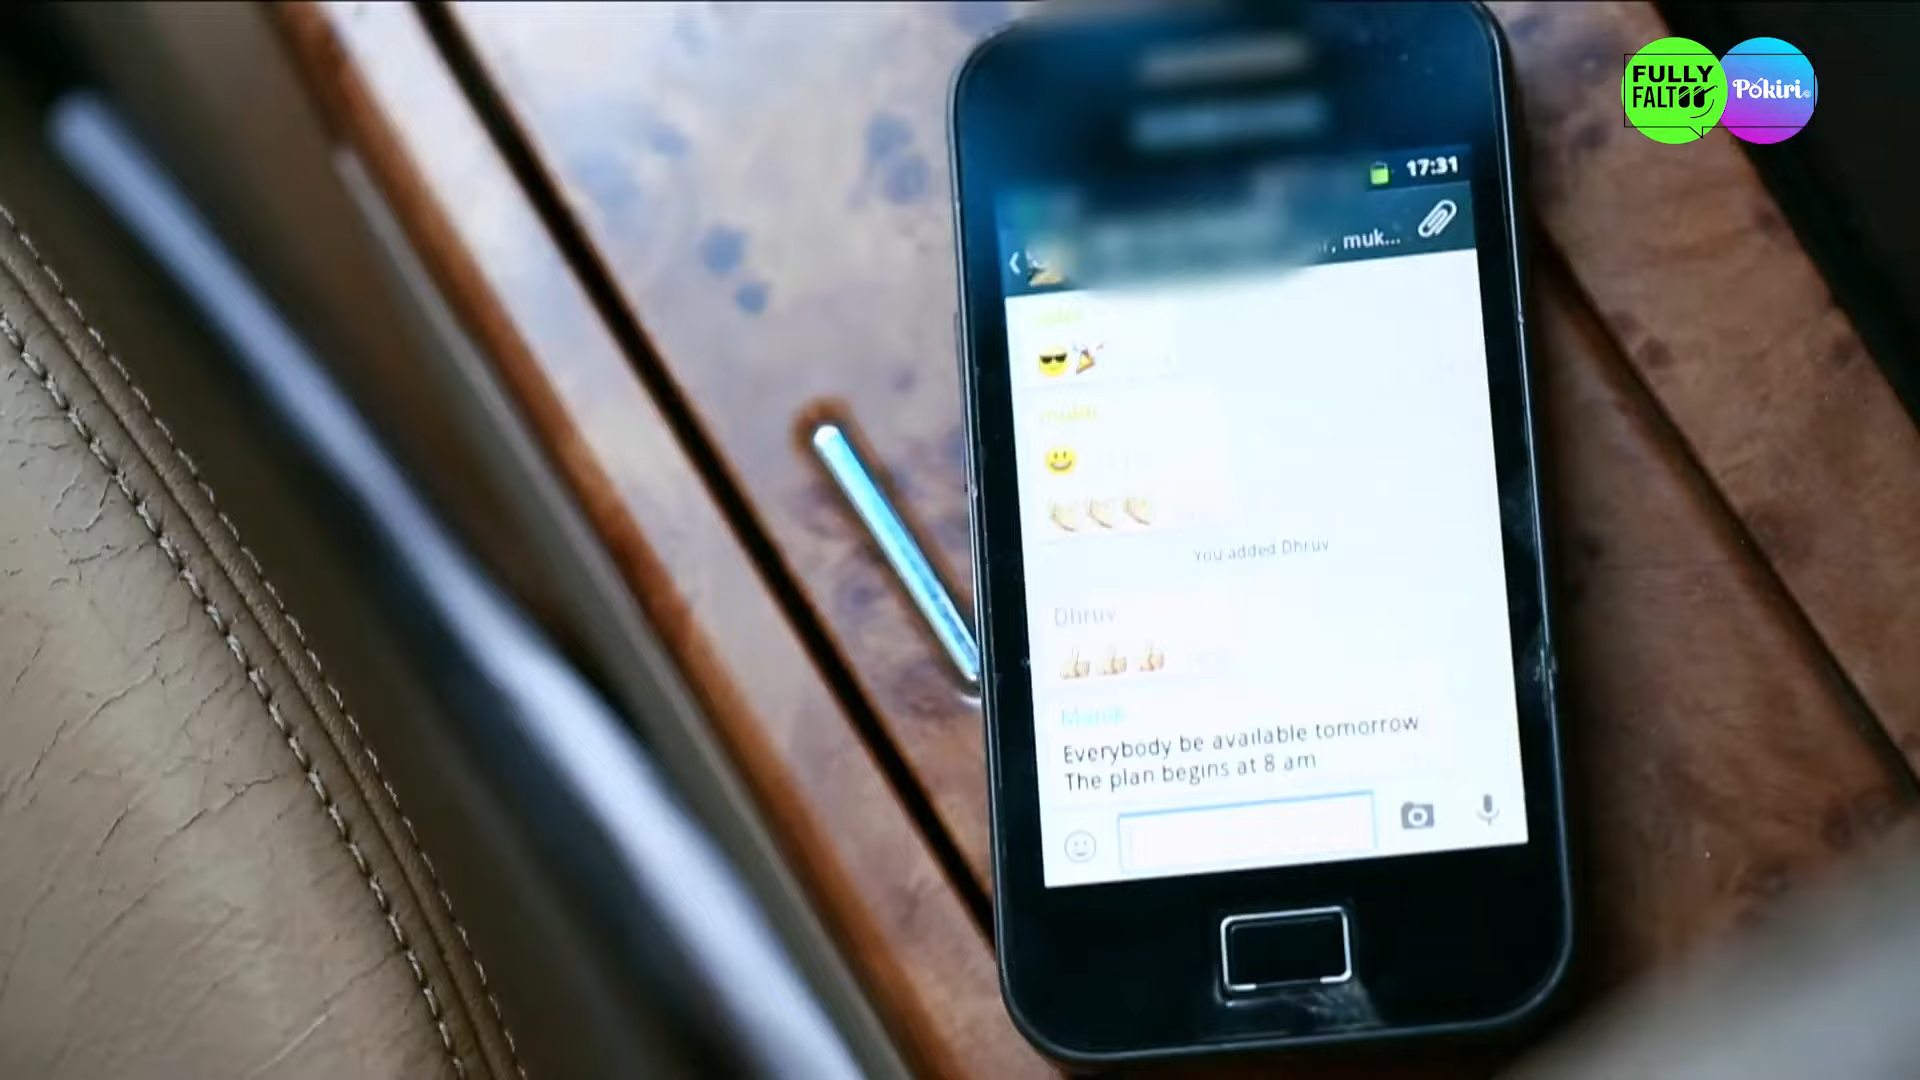 FULLY
FALTOO
Pokiri
17:31
, muk...
You added Dhruv
Dhruv
Everybody be available tomorrow
The plan begins at 8 am